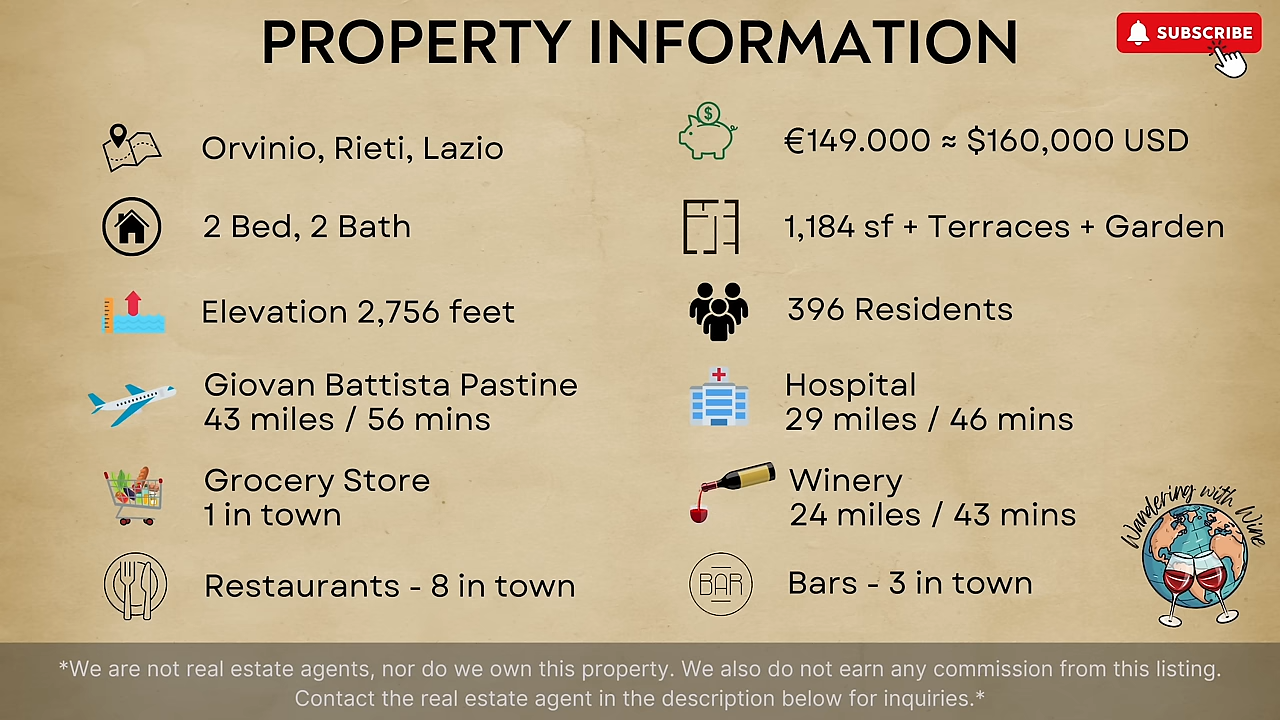 PROPERTY INFORMATION
SUBSCRIBE
Orvinio, Rieti, Lazio
$
€149.000 ≈ $160,000 USD
2 Bed, 2 Bath
1,184 sf + Terraces + Garden
Elevation 2,756 feet
396 Residents
Giovan Battista Pastine
43 miles / 56 mins
Hospital
29 miles / 46 mins
Grocery Store
1 in town
Winery
24 miles / 43 mins
Wandering with Wine
Restaurants - 8 in town
BAR
Bars - 3 in town
*We are not real estate agents, nor do we own this property. We also do not earn any commission from this listing.
Contact the real estate agent in the description below for inquiries.*